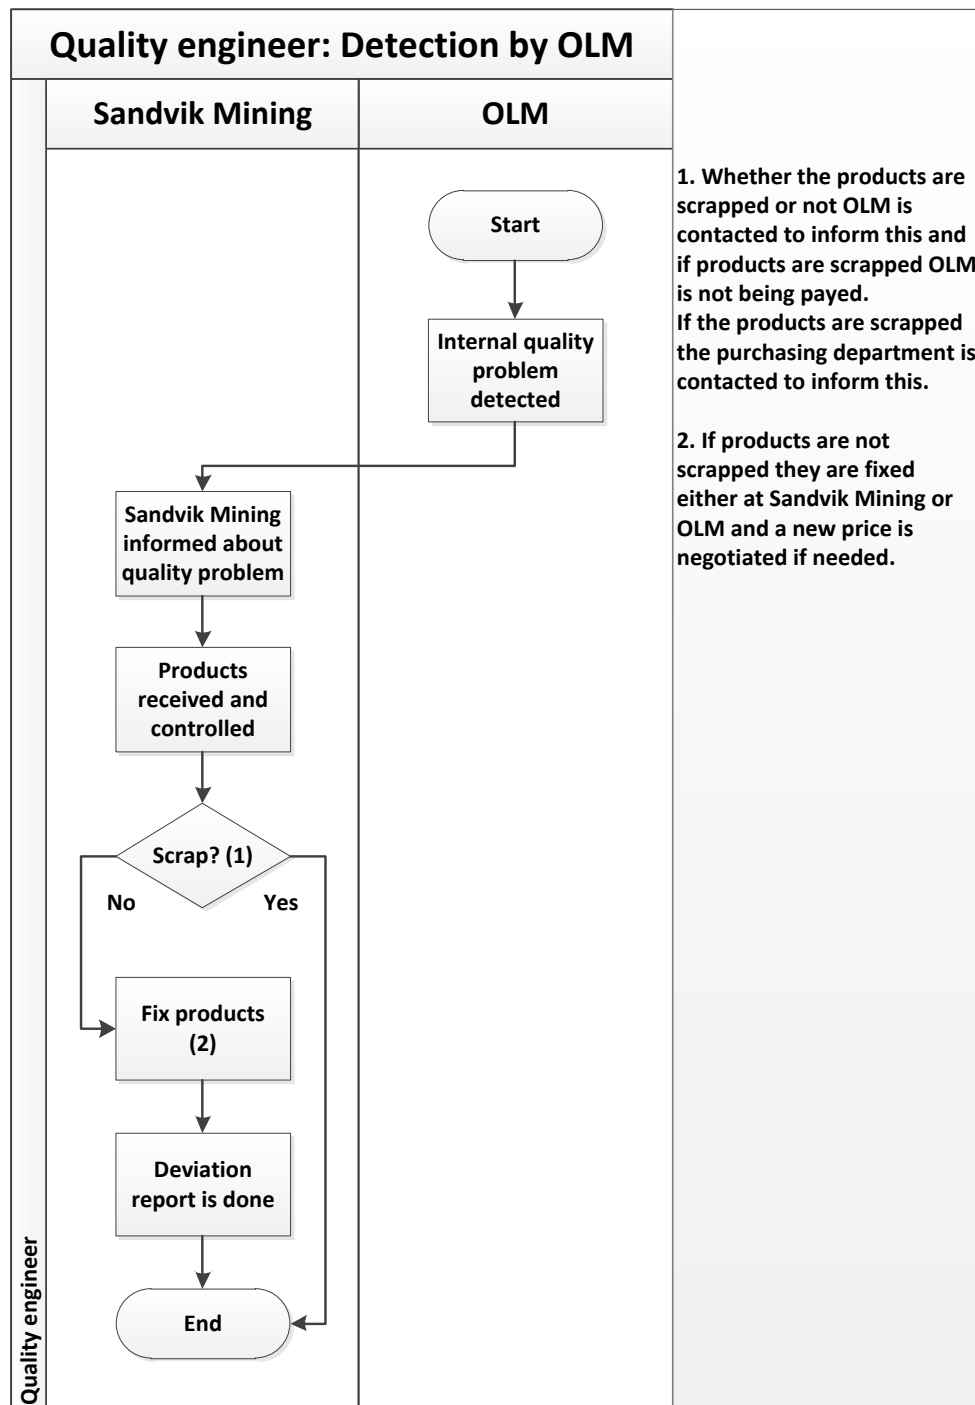 Quality engineer: Detection by OLM
Sandvik Mining
OLM
Start
Internal quality
problem
detected
Sandvik Mining
informed about
quality problem
Products
received and
controlled
Scrap? (1)
No
Yes
Fix products
(2)
Deviation
report is done
End
Quality engineer
1. Whether the products are
scrapped or not OLM is
contacted to inform this and
if products are scrapped OLM
is not being payed.
If the products are scrapped
the purchasing department is
contacted to inform this.
2. If products are not
scrapped they are fixed
either at Sandvik Mining or
OLM and a new price is
negotiated if needed.